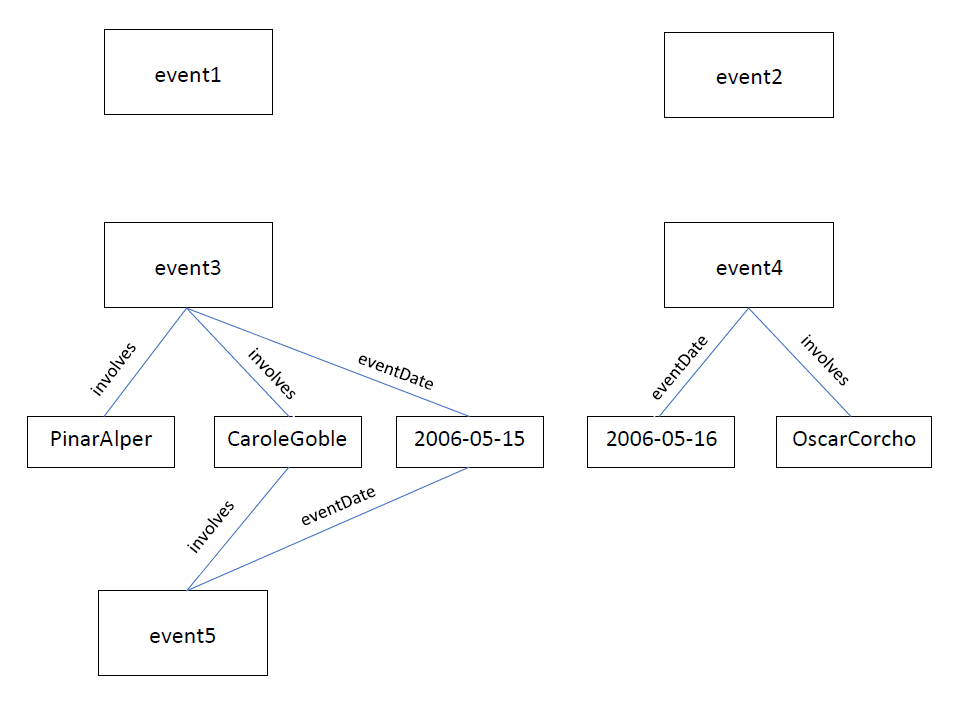 event1
event2
event3
event4
involves
involves
eventDate
eventDate
involves
PinarAlper
CaroleGoble
2006-05-15
2006-05-16
OscarCorcho
involves
eventDate
event5